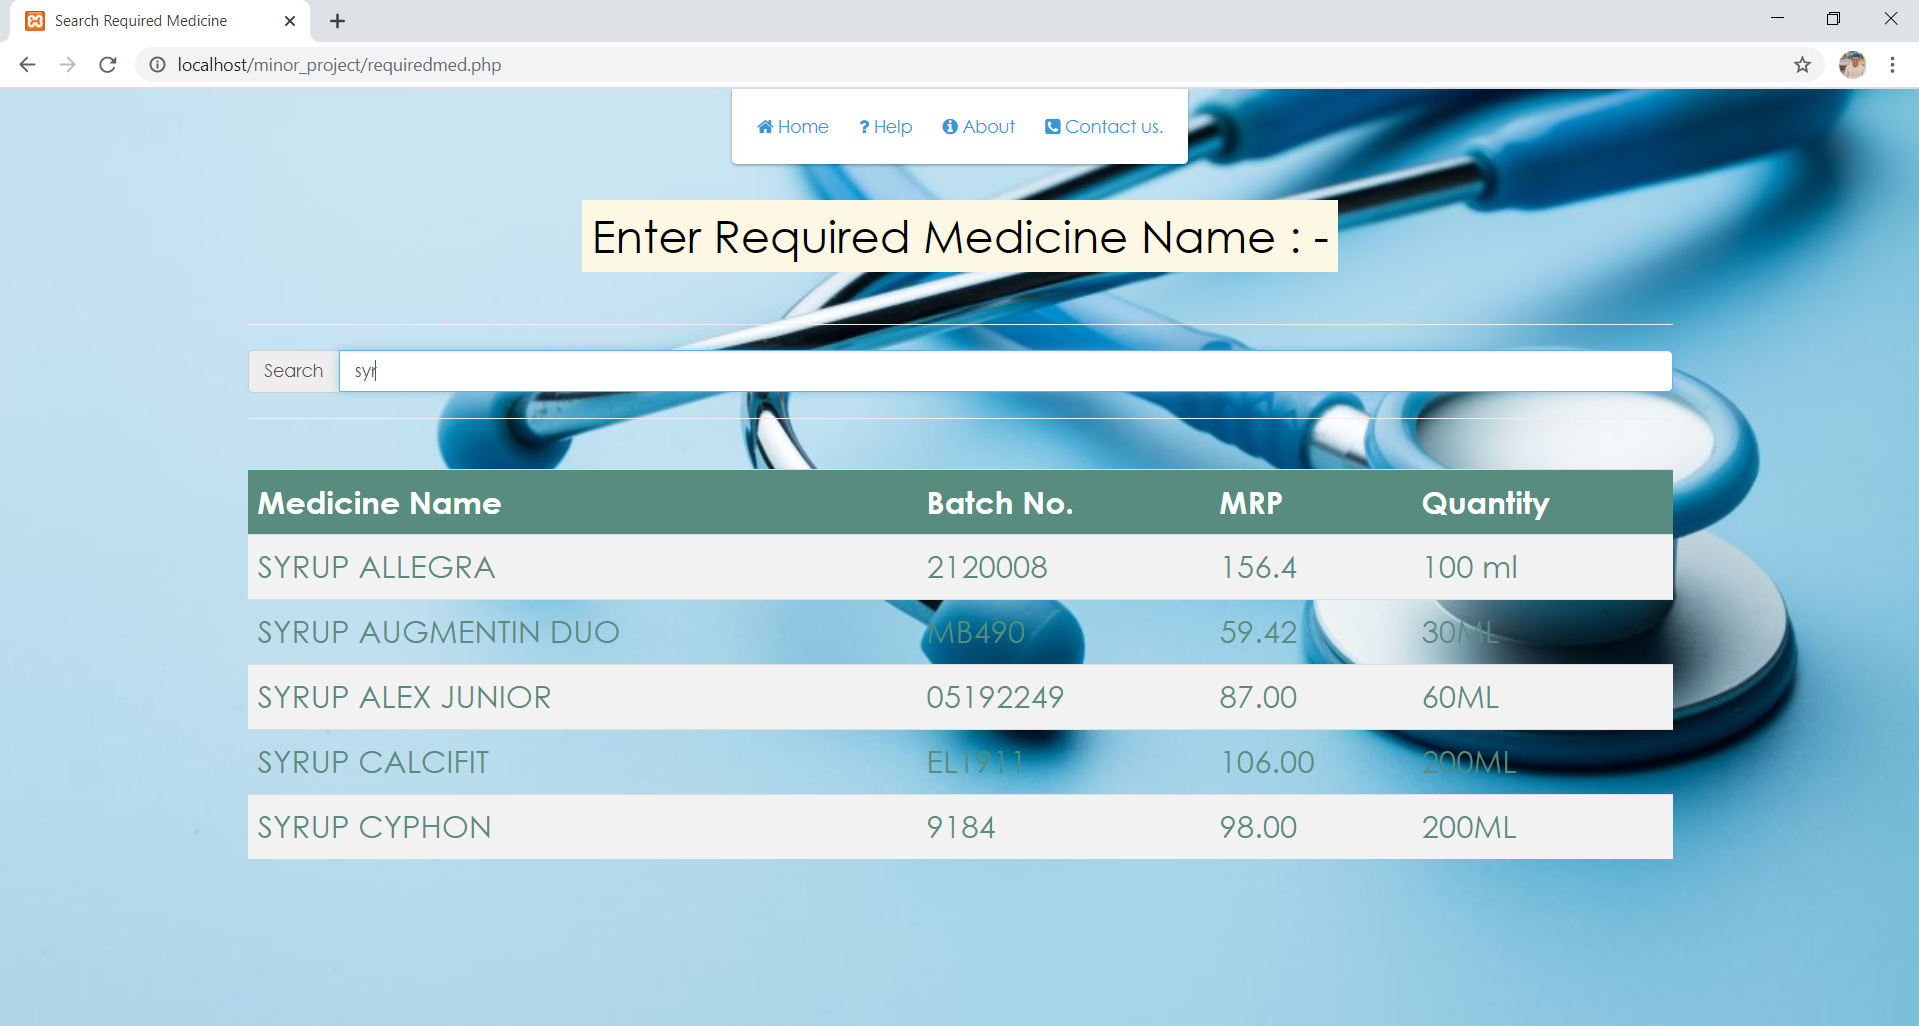 Search Required Medicine
localhost/minor_project/requiredmed.php
Home ? Help About Contact us.
Enter Required Medicine Name : -
Search syr
Medicine Name Batch No. MRP Quantity
SYRUP ALLEGRA 2120008 156.4 100 ml
SYRUP AUGMENTIN DUO MB490 59.42 30ML
SYRUP ALEX JUNIOR 05192249 87.00 60ML
SYRUP CALCIFIT EL1911 106.00 200ML
SYRUP CYPHON 9184 98.00 200ML